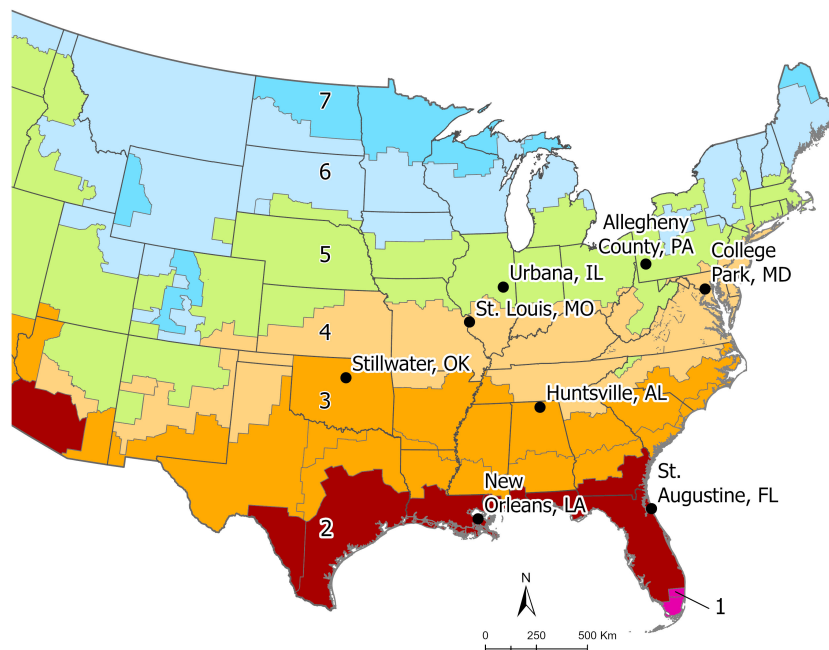 7
6
Allegheny
County, PA
College
Park, MD
5
Urbana, IL
St. Louis, MO
4
Stillwater, OK
3
Huntsville, AL
New
Orleans, LA
St.
Augustine, FL
2
1
N
0 250 500 Km